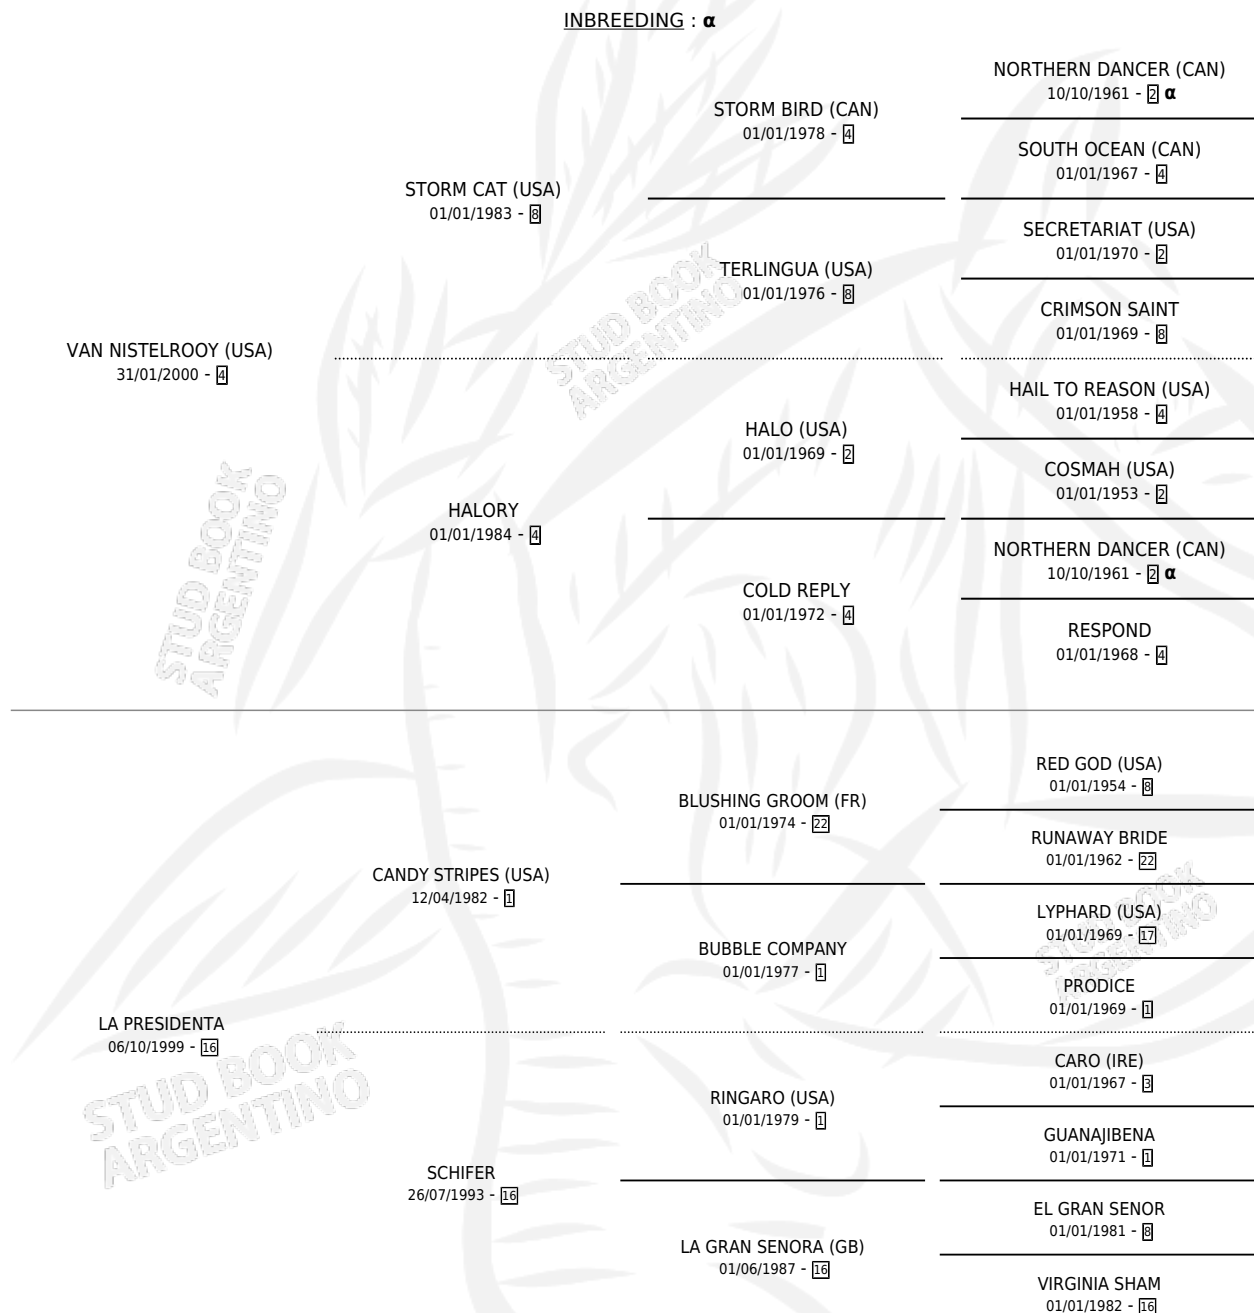 INBREEDING : α
NORTHERN DANCER (CAN)
10/10/1961 - 2 α
STORM BIRD (CAN)
01/01/1978 - 4
SOUTH OCEAN (CAN)
01/01/1967 - 4
STORM CAT (USA)
01/01/1983 - 8
SECRETARIAT (USA)
01/01/1970 - 2
TERLINGUA (USA)
01/01/1976 - 8
CRIMSON SAINT
01/01/1969 - 8
VAN NISTELROOY (USA)
31/01/2000 - 4
HAIL TO REASON (USA)
01/01/1958 - 4
HALO (USA)
01/01/1969 - 2
COSMAH (USA)
01/01/1953 - 2
HALORY
01/01/1984 - 4
NORTHERN DANCER (CAN)
10/10/1961 - 2 α
COLD REPLY
01/01/1972 - 4
RESPOND
01/01/1968 - 4
RED GOD (USA)
01/01/1954 - 8
BLUSHING GROOM (FR)
01/01/1974 - 22
RUNAWAY BRIDE
01/01/1962 - 22
CANDY STRIPES (USA)
12/04/1982 - 1
LYPHARD (USA)
01/01/1969 - 17
BUBBLE COMPANY
01/01/1977 - 1
PRODICE
01/01/1969 - 1
LA PRESIDENTA
06/10/1999 - 16
CARO (IRE)
01/01/1967 - 3
RINGARO (USA)
01/01/1979 - 1
GUANAJIBENA
01/01/1971 - 1
SCHIFER
26/07/1993 - 16
EL GRAN SENOR
01/01/1981 - 8
LA GRAN SENORA (GB)
01/06/1987 - 16
VIRGINIA SHAM
01/01/1982 - 16
STUD BOOK
ARGENTINO
STUD BOOK
ARGENTINO
STUD BOOK
ARGENTINO
STUD BOOK
ARGENTINO